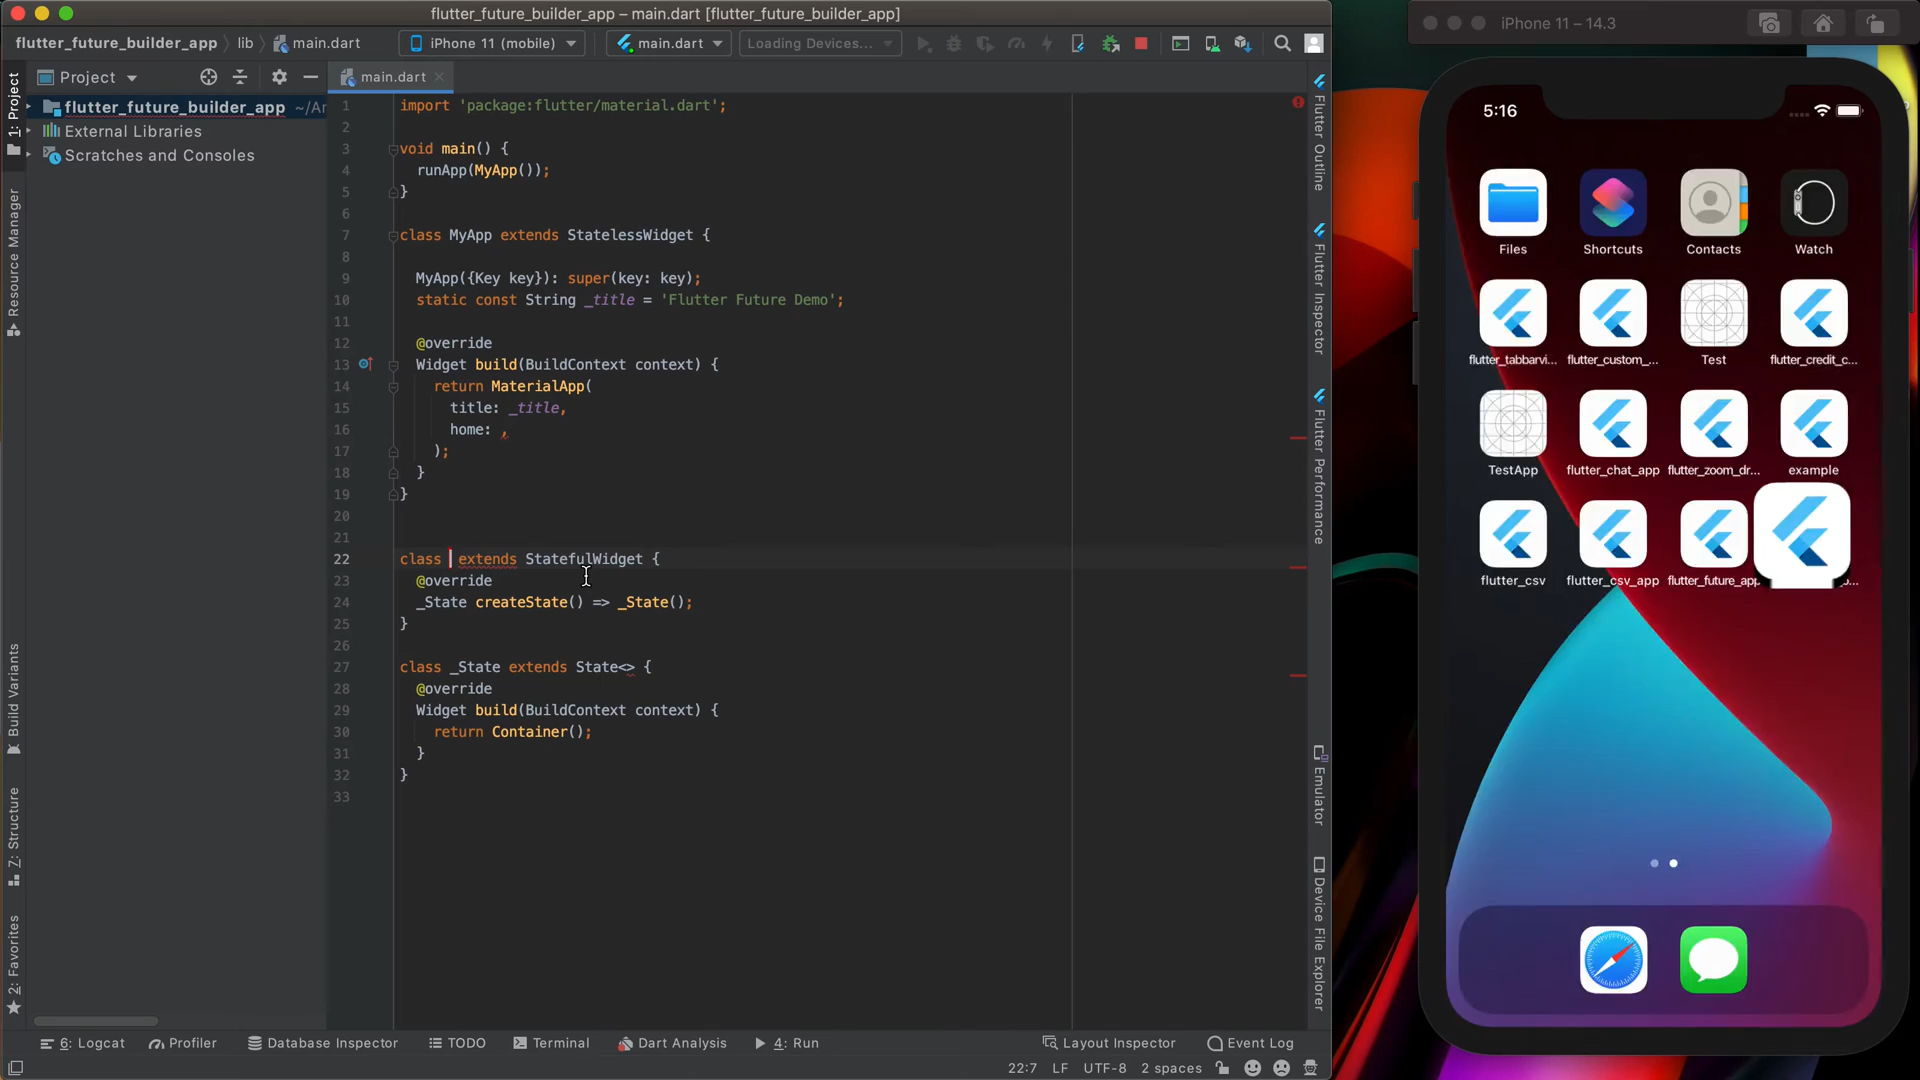 flutter_future_builder_app – main.dart [flutter_future_builder_app]
flutter_future_builder_app lib main.dart
iPhone 11 (mobile)
main.dart
Loading Devices...
Project
main.dart
flutter_future_builder_app ~/Ar
External Libraries
Scratches and Consoles
1: Project
Resource Manager
Build Variants
7: Structure
2: Favorites
1 import 'package:flutter/material.dart';
2
3 void main() {
4 runApp(MyApp());
5 }
6
7 class MyApp extends StatelessWidget {
8
9 MyApp({Key key}): super(key: key);
10 static const String _title = 'Flutter Future Demo';
11
12 @override
13 Widget build(BuildContext context) {
14 return MaterialApp(
15 title: _title,
16 home: ,
17 );
18 }
19 }
20
21
22 class extends StatefulWidget {
23 @override
24 _State createState() => _State();
25 }
26
27 class _State extends State<> {
28 @override
29 Widget build(BuildContext context) {
30 return Container();
31 }
32 }
33
Flutter Outline
Flutter Inspector
Flutter Performance
Emulator
Device File Explorer
6: Logcat
Profiler
Database Inspector
TODO
Terminal
Dart Analysis
4: Run
Layout Inspector
Event Log
22:7 LF UTF-8 2 spaces
iPhone 11 – 14.3
5:16
Files
Shortcuts
Contacts
Watch
flutter_tabbarvi...
flutter_custom_...
Test
flutter_credit_c...
TestApp
flutter_chat_app
flutter_zoom_dr...
example
flutter_csv
flutter_csv_app
flutter_future_app